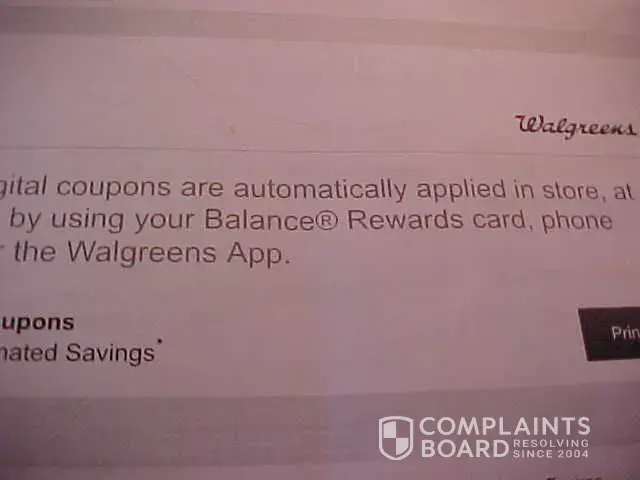 Walgreens
gital coupons are automatically applied in store, at
by using your Balance® Rewards card, phone
the Walgreens App.
upons
Prin
nated Savings*
COMPLAINTS
BOARD RESOLVING
SINCE 2004